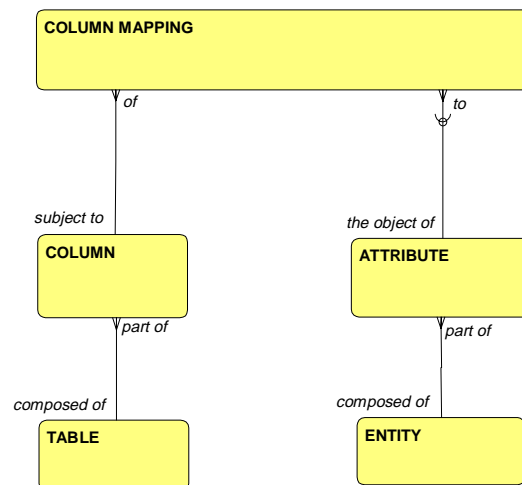 COLUMN MAPPING
of
to
subject to
the object of
COLUMN
ATTRIBUTE
part of
part of
composed of
composed of
TABLE
ENTITY